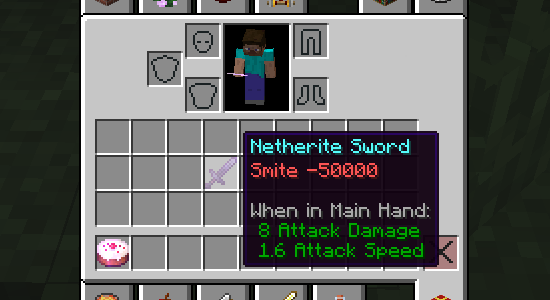 Netherite Sword
Smite -50000
When in Main Hand:
8 Attack Damage
1.6 Attack Speed